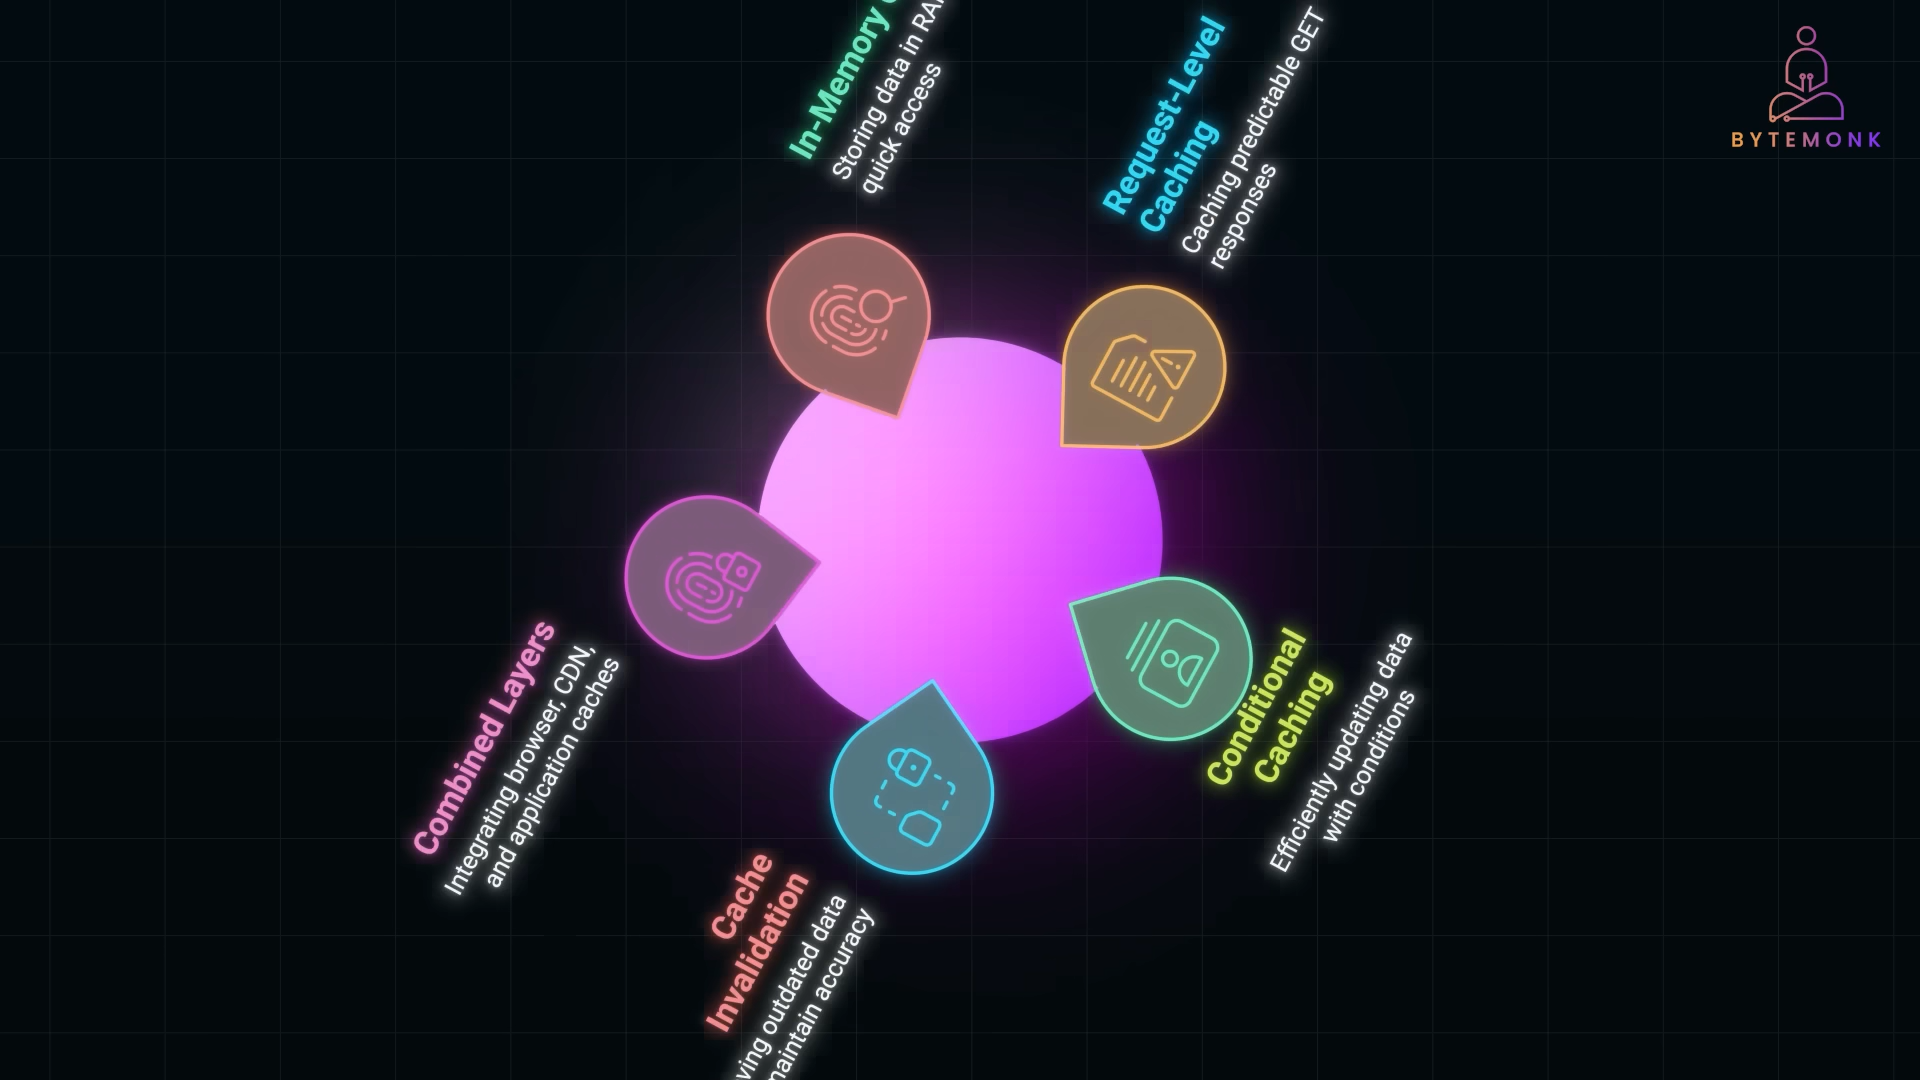 In-Memory
Storing data in
quick access
Request-Level
Caching
Caching predictable GET
responses
BYTEMONK
Combined Layers
Integrating browser, CDN,
and application caches
Conditional
Caching
Efficiently updating data
with conditions
Cache
Invalidation
outdated data
accuracy